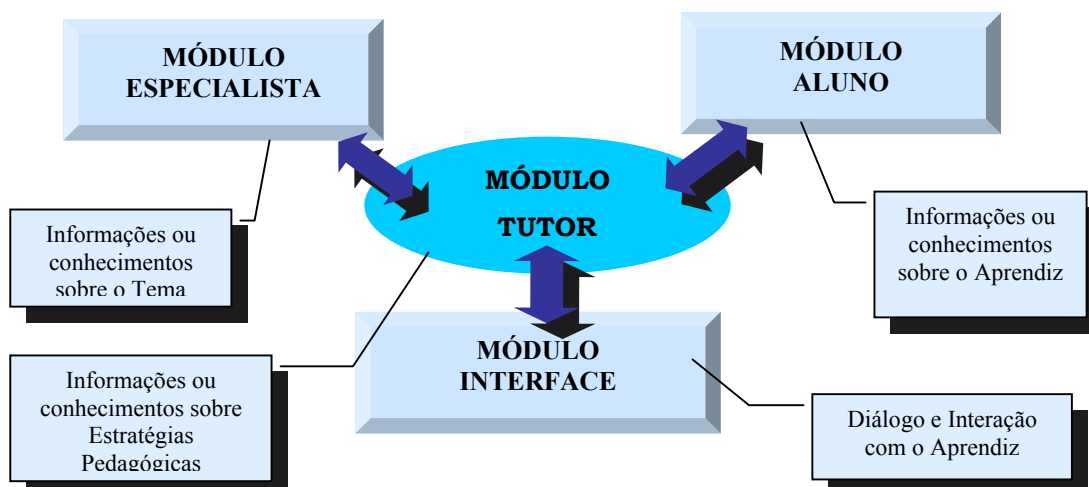 MÓDULO
ESPECIALISTA
MÓDULO
ALUNO
MÓDULO
TUTOR
Informações ou
conhecimentos
sobre o Tema
Informações ou
conhecimentos
sobre o Aprendiz
MÓDULO
INTERFACE
Informações ou
conhecimentos sobre
Estratégias
Pedagógicas
Diálogo e Interação
com o Aprendiz